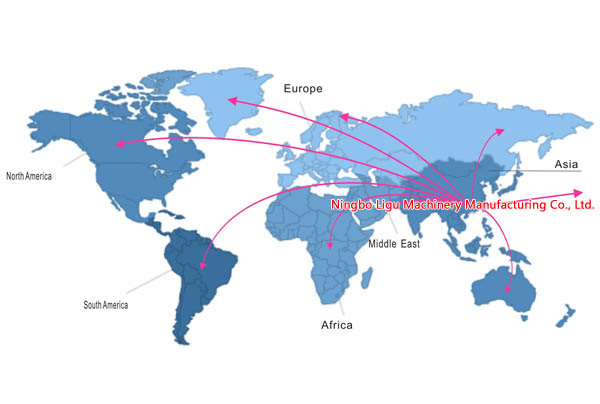 Europe
Asia
North America
Ningbo Ligu Machinery Manufacturing Co., Ltd.
Middle East
South America
Africa